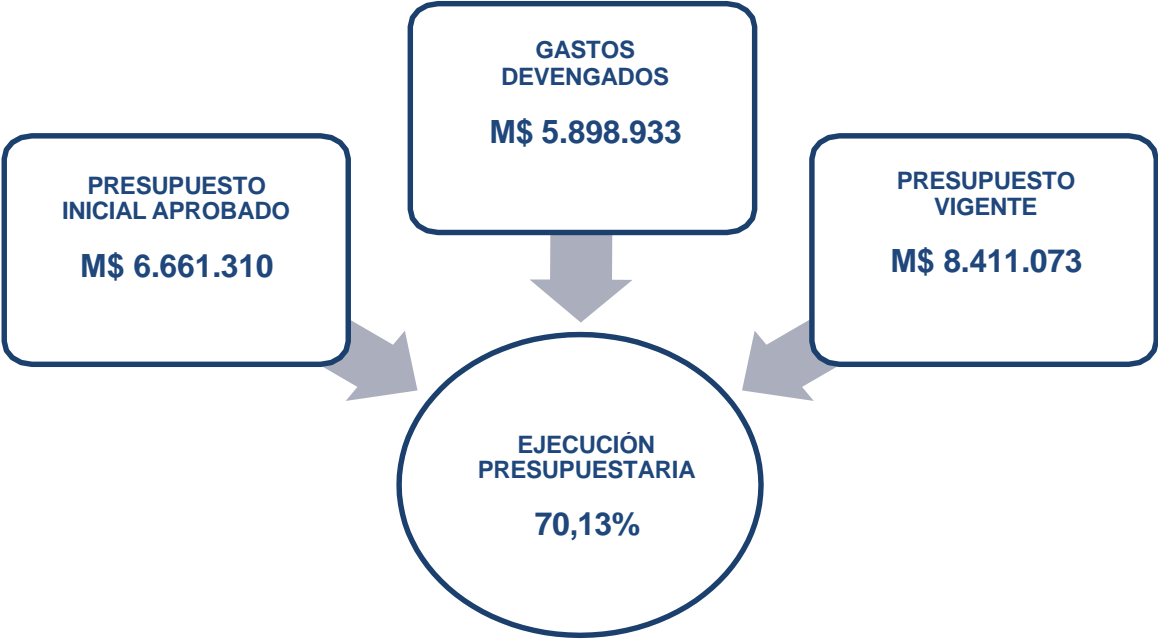 GASTOS
DEVENGADOS
M$ 5.898.933
PRESUPUESTO
INICIAL APROBADO
M$ 6.661.310
PRESUPUESTO
VIGENTE
M$ 8.411.073
EJECUCIÓN
PRESUPUESTARIA
70,13%